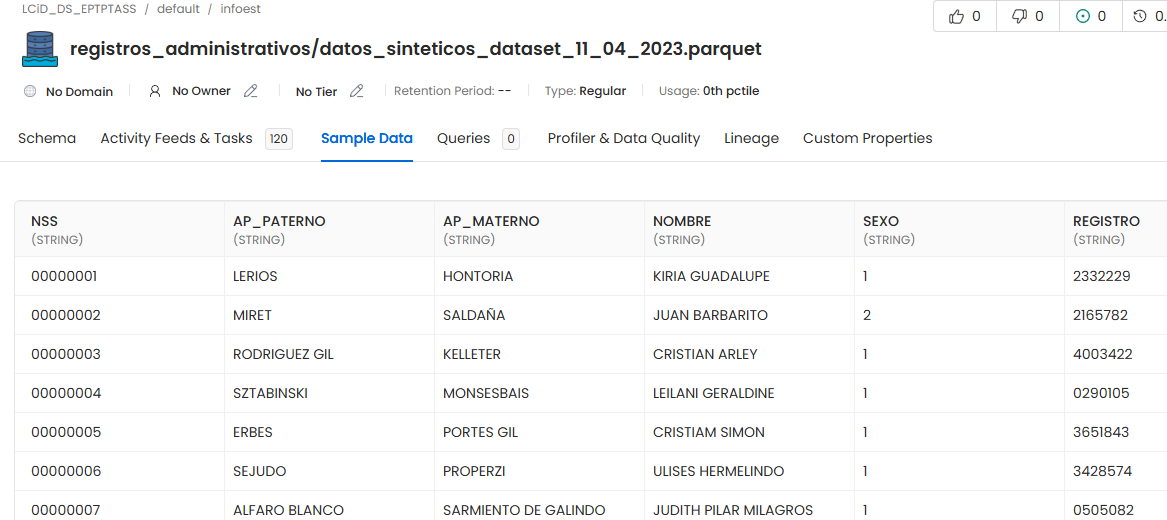 LCiD_DS_EPTPTASS / default / infoest
0 0 0 0.
registros_administrativos/datos_sinteticos_dataset_11_04_2023.parquet
No Domain No Owner No Tier Retention Period: -- Type: Regular Usage: 0th pctile
Schema Activity Feeds & Tasks 120 Sample Data Queries 0 Profiler & Data Quality Lineage Custom Properties
NSS AP_PATERNO AP_MATERNO NOMBRE SEXO REGISTRO
(STRING) (STRING) (STRING) (STRING) (STRING) (STRING)
00000001 LERIOS HONTORIA KIRIA GUADALUPE 1 2332229
00000002 MIRET SALDAÑA JUAN BARBARITO 2 2165782
00000003 RODRIGUEZ GIL KELLETER CRISTIAN ARLEY 1 4003422
00000004 SZTABINSKI MONSESBAIS LEILANI GERALDINE 1 0290105
00000005 ERBES PORTES GIL CRISTIAM SIMON 1 3651843
00000006 SEJUDO PROPERZI ULISES HERMELINDO 1 3428574
00000007 ALFARO BLANCO SARMIENTO DE GALINDO JUDITH PILAR MILAGROS 1 0505082